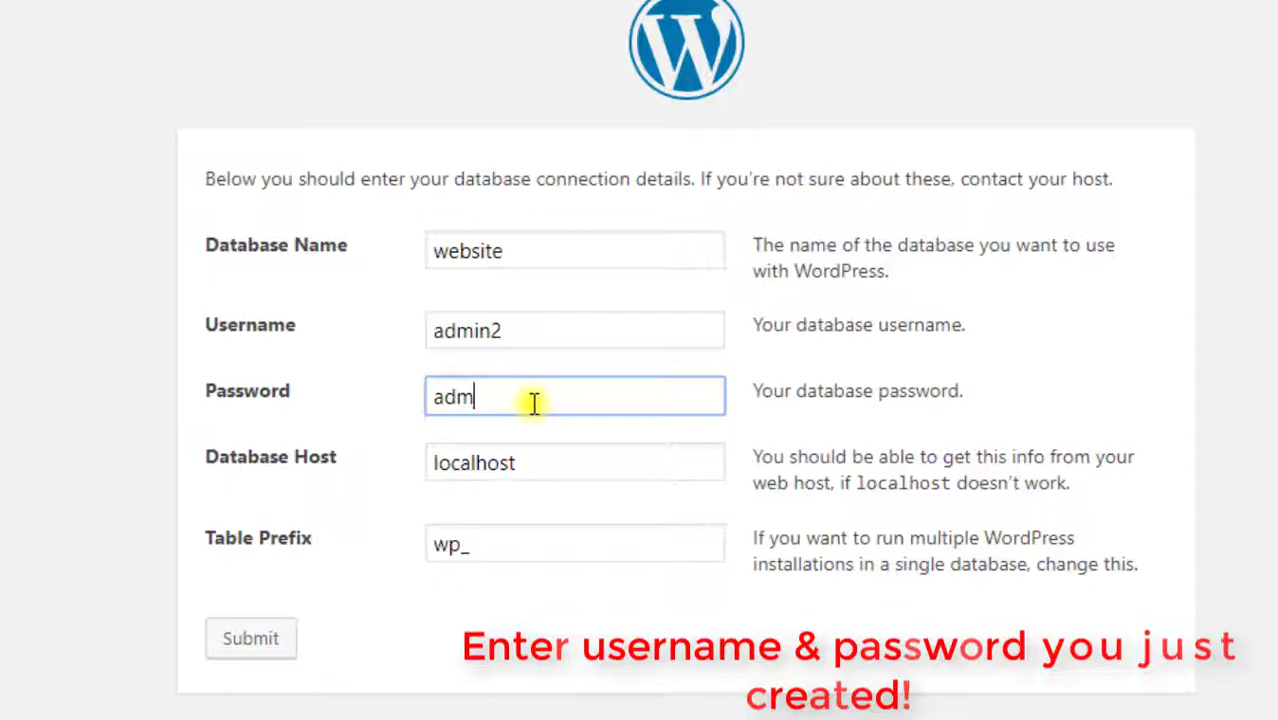 W
Below you should enter your database connection details. If you're not sure about these, contact your host.
Database Name
website
The name of the database you want to use
with WordPress.
Username
admin2
Your database username.
Password
adm
Your database password.
Database Host
localhost
You should be able to get this info from your
web host, if localhost doesn't work.
Table Prefix
wp_
If you want to run multiple WordPress
installations in a single database, change this.
Submit
Enter username & password you just
created!